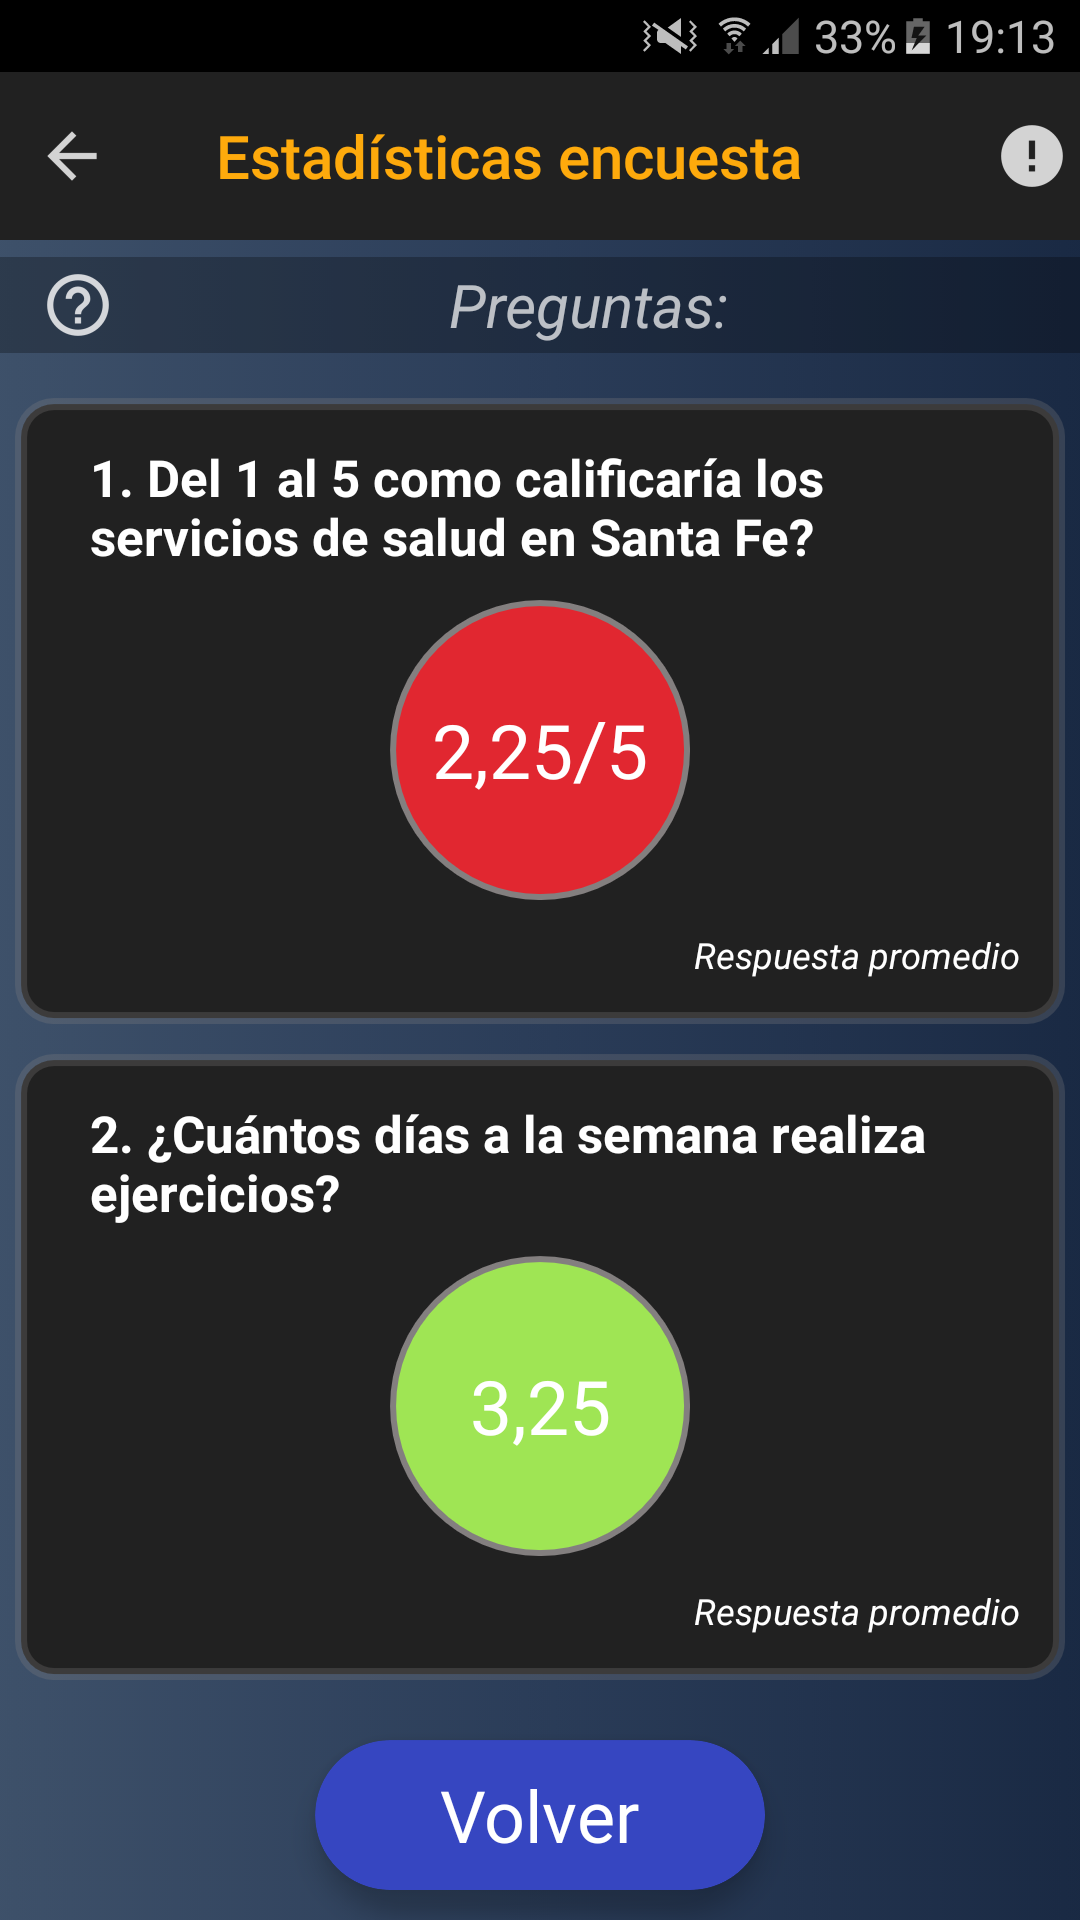 33% 19:13
Estadísticas encuesta
Preguntas:
1. Del 1 al 5 como calificaría los
servicios de salud en Santa Fe?
2,25/5
Respuesta promedio
2. ¿Cuántos días a la semana realiza
ejercicios?
3,25
Respuesta promedio
Volver